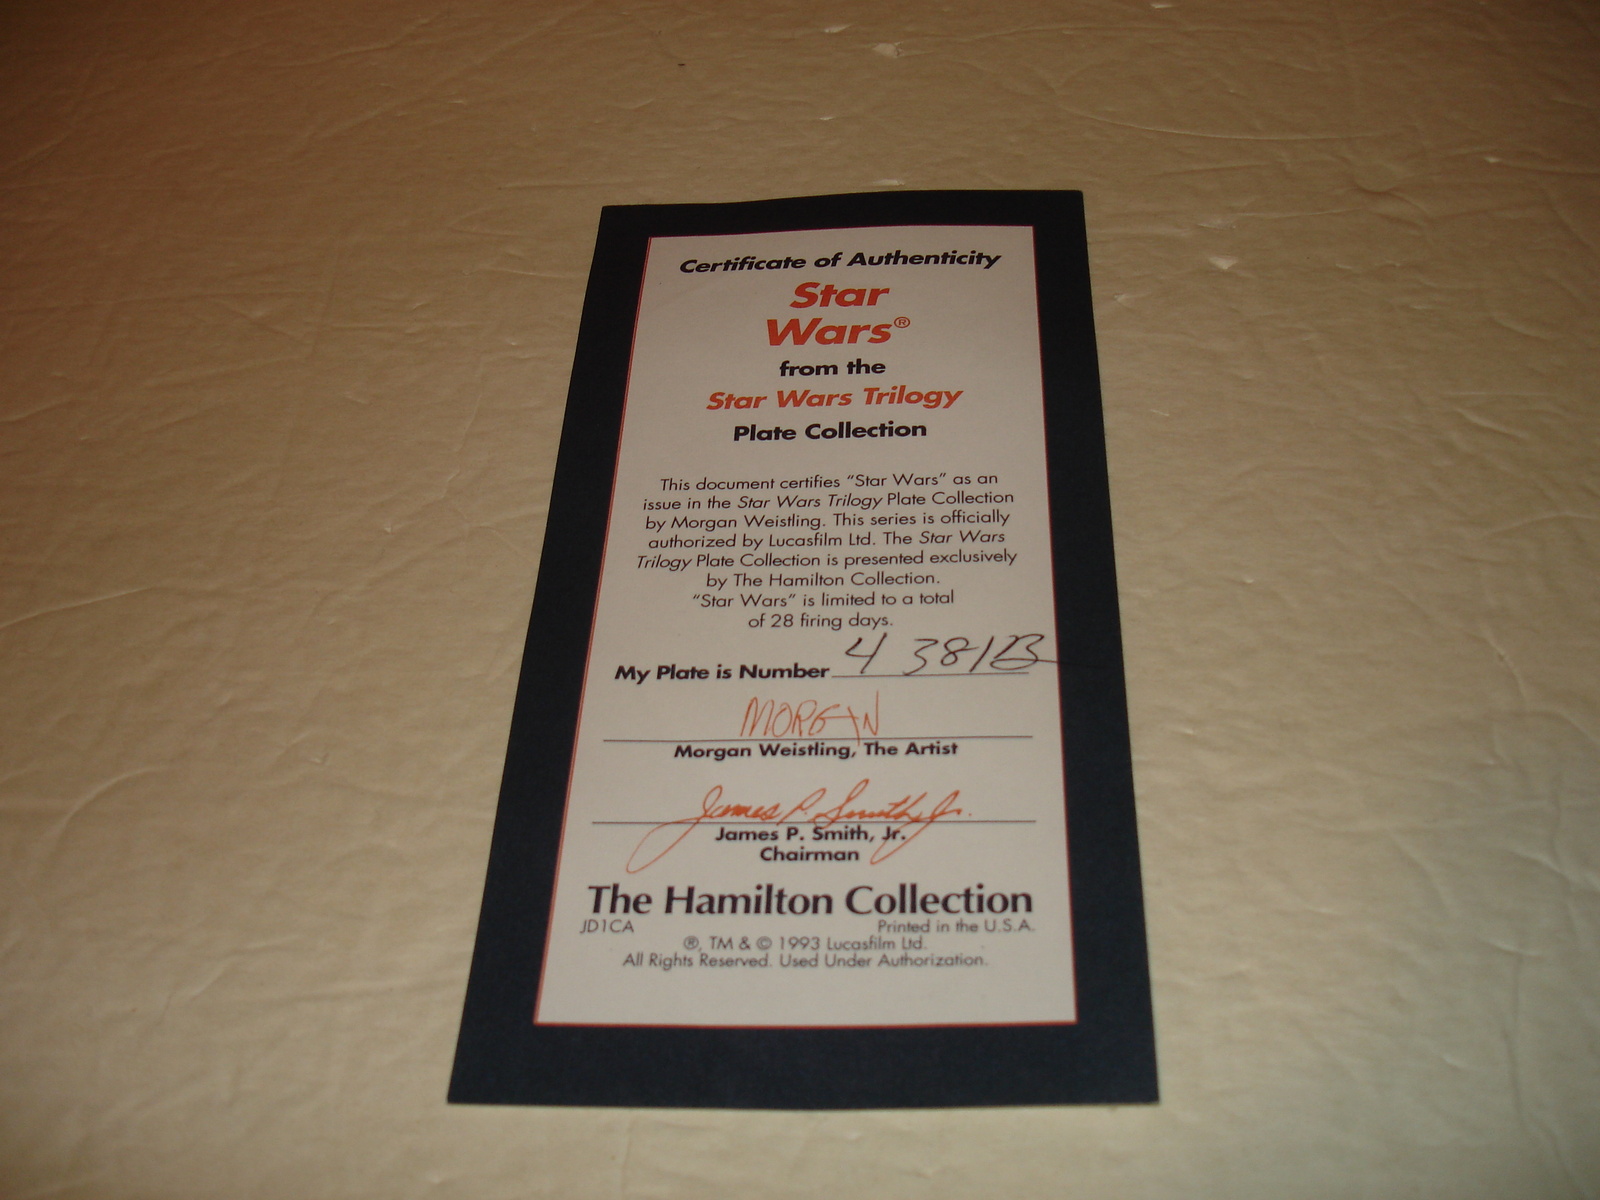 Certificate of Authenticity
Star
Wars®
from the
Star Wars Trilogy
Plate Collection
This document certifies "Star Wars" as an
issue in the Star Wars Trilogy Plate Collection
by Morgan Weistling. This series is officially
authorized by Lucasfilm Ltd. The Star Wars
Trilogy Plate Collection is presented exclusively
by The Hamilton Collection.
"Star Wars" is limited to a total
of 28 firing days.
My Plate is Number 4 381B
MORGAN
Morgan Weistling, The Artist
James P. Smith, Jr.
James P. Smith, Jr.
Chairman
The Hamilton Collection
JD1CA Printed in the U.S.A.
®, TM & © 1993 Lucasfilm Ltd.
All Rights Reserved. Used Under Authorization.